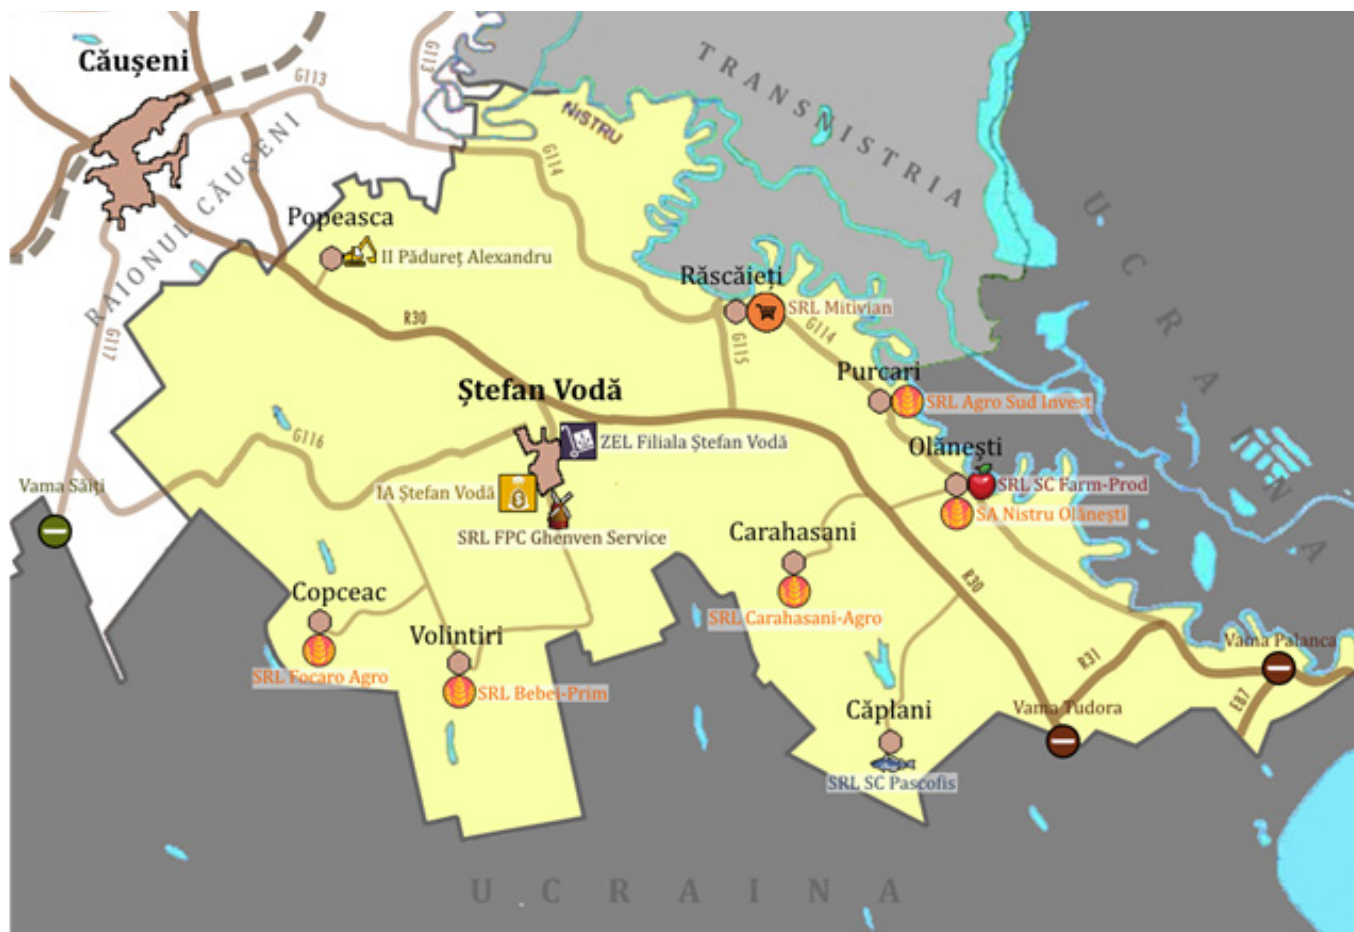 Căușeni
G113
G113
TRANSNISTRIA
NISTRU
UCRAINA
RAIONUL CĂUȘENI
G114
Popeasca
II Pădureț Alexandru
Răscăieți
SRL Mitivian
G114
R30
G117
G115
Purcari
SRL Agro Sud Invest
Ștefan Vodă
ZEL Filiala Ștefan Vodă
G116
Olănești
SRL SC Farm-Prod
SA Nistru Olănești
Vama Săiți
IA Ștefan Vodă
SRL FPC Ghenven Service
Carahasani
SRL Carahasani-Agro
R30
Copceac
SRL Focaro Agro
Volintiri
SRL Bebei-Prim
Vama Palanca
R31
E87
Căplani
Vama Tudora
SRL SC Pascofis
UCRAINA